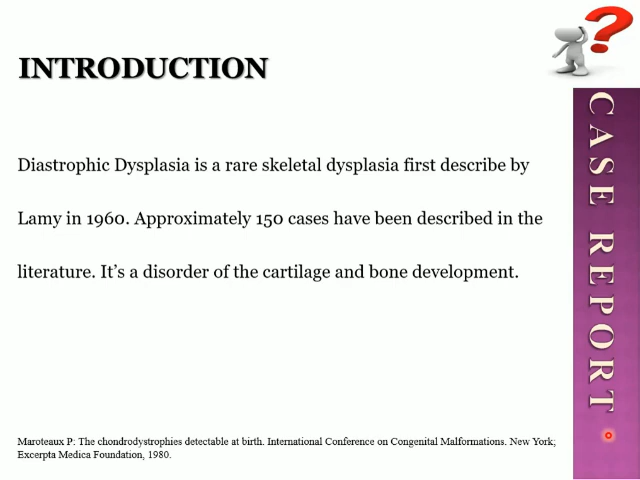 INTRODUCTION
Diastrophic Dysplasia is a rare skeletal dysplasia first describe by
Lamy in 1960. Approximately 150 cases have been described in the
literature. It’s a disorder of the cartilage and bone development.
Maroteaux P: The chondrodystrophies detectable at birth. International Conference on Congenital Malformations. New York;
Excerpta Medica Foundation, 1980.
CASE REPORT
?